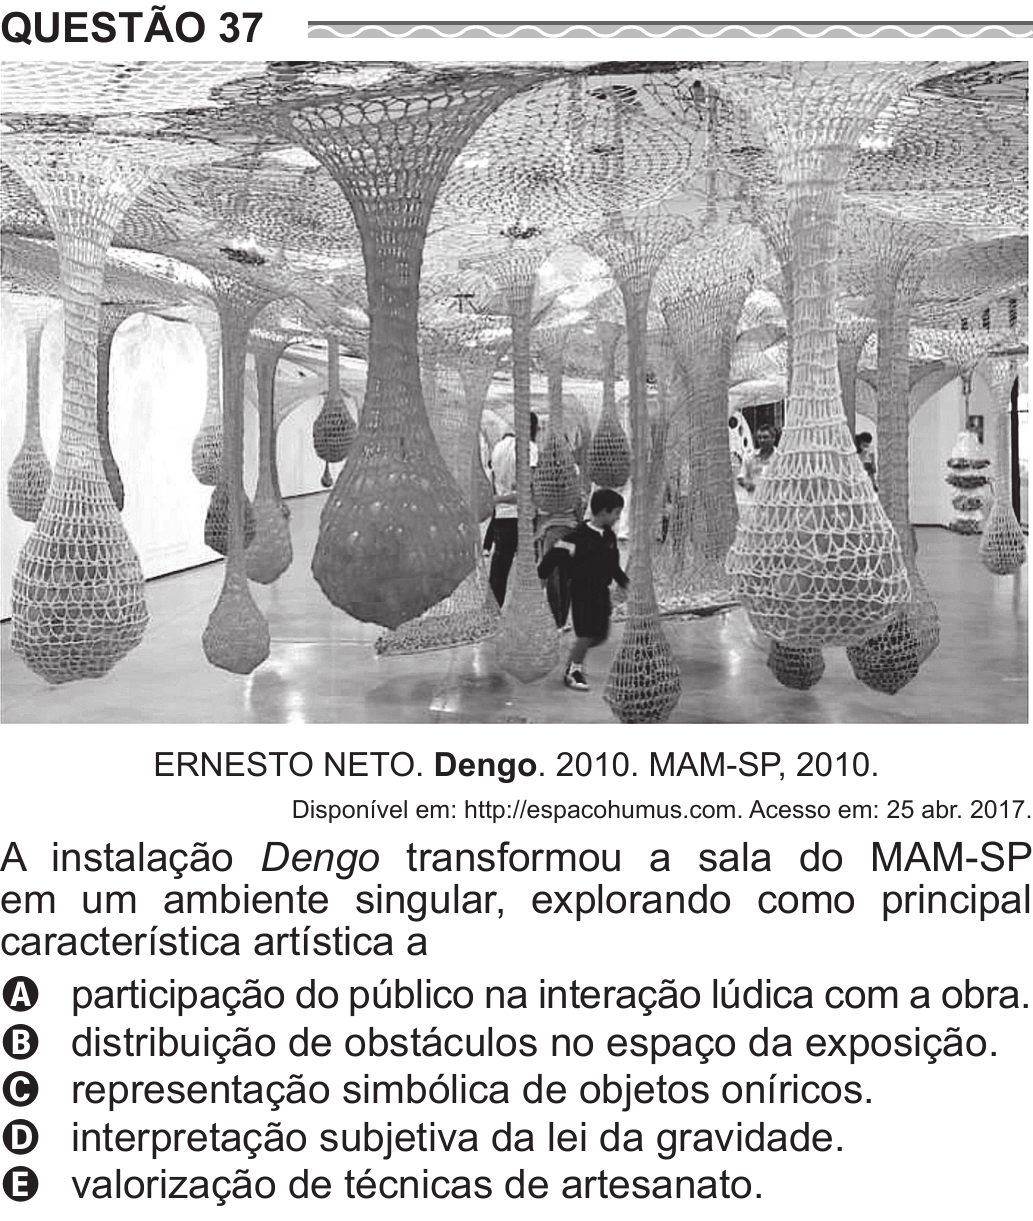 QUESTÃO 37
ERNESTO NETO. Dengo. 2010. MAM-SP, 2010.
Disponível em: http://espacohumus.com. Acesso em: 25 abr. 2017.
A instalação Dengo transformou a sala do MAM-SP
em um ambiente singular, explorando como principal
característica artística a
A participação do público na interação lúdica com a obra.
B distribuição de obstáculos no espaço da exposição.
C representação simbólica de objetos oníricos.
D interpretação subjetiva da lei da gravidade.
E valorização de técnicas de artesanato.